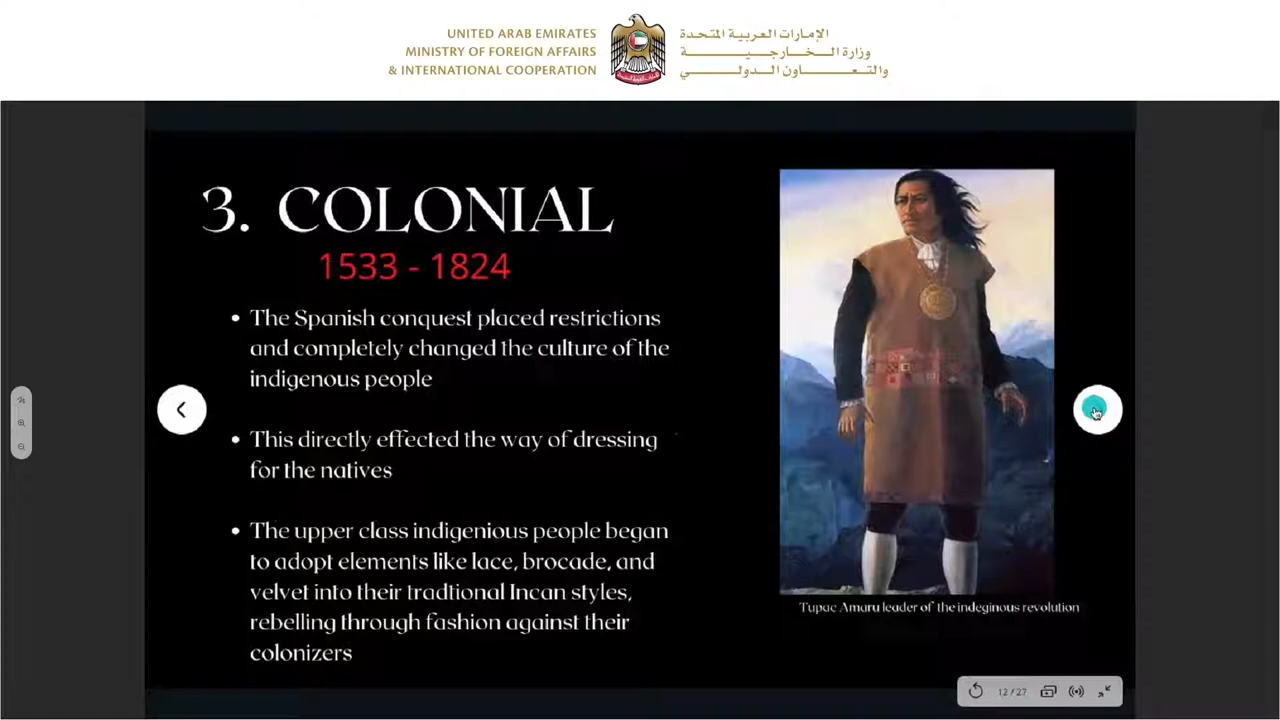 UNITED ARAB EMIRATES
MINISTRY OF FOREIGN AFFAIRS
& INTERNATIONAL COOPERATION
الإمارات العربية المتحدة
وزارة الخارجية
والتعاون الدولي
3. COLONIAL
1533 - 1824
• The Spanish conquest placed restrictions
and completely changed the culture of the
indigenous people
• This directly effected the way of dressing
for the natives
• The upper class indigenious people began
to adopt elements like lace, brocade, and
velvet into their tradtional Incan styles,
rebelling through fashion against their
colonizers
Tupac Amaru leader of the indeginous revolution
12 / 27